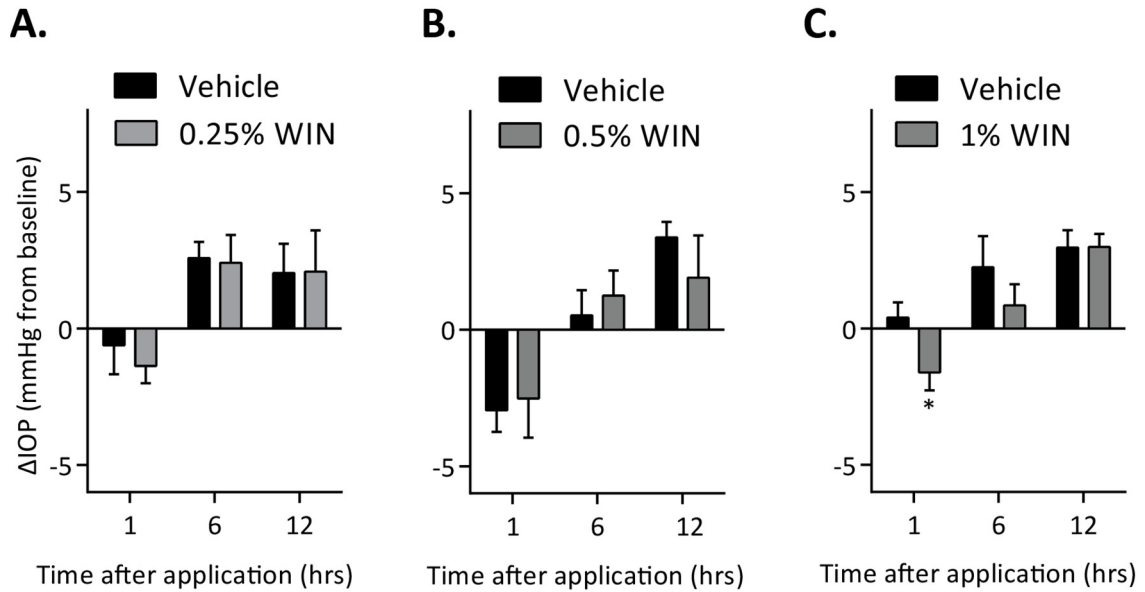 A.
Vehicle
0.25% WIN
ΔIOP (mmHg from baseline)
5
0
-5
1 6 12
Time after application (hrs)
B.
Vehicle
0.5% WIN
5
0
-5
1 6 12
Time after application (hrs)
C.
Vehicle
1% WIN
5
0
-5
*
1 6 12
Time after application (hrs)